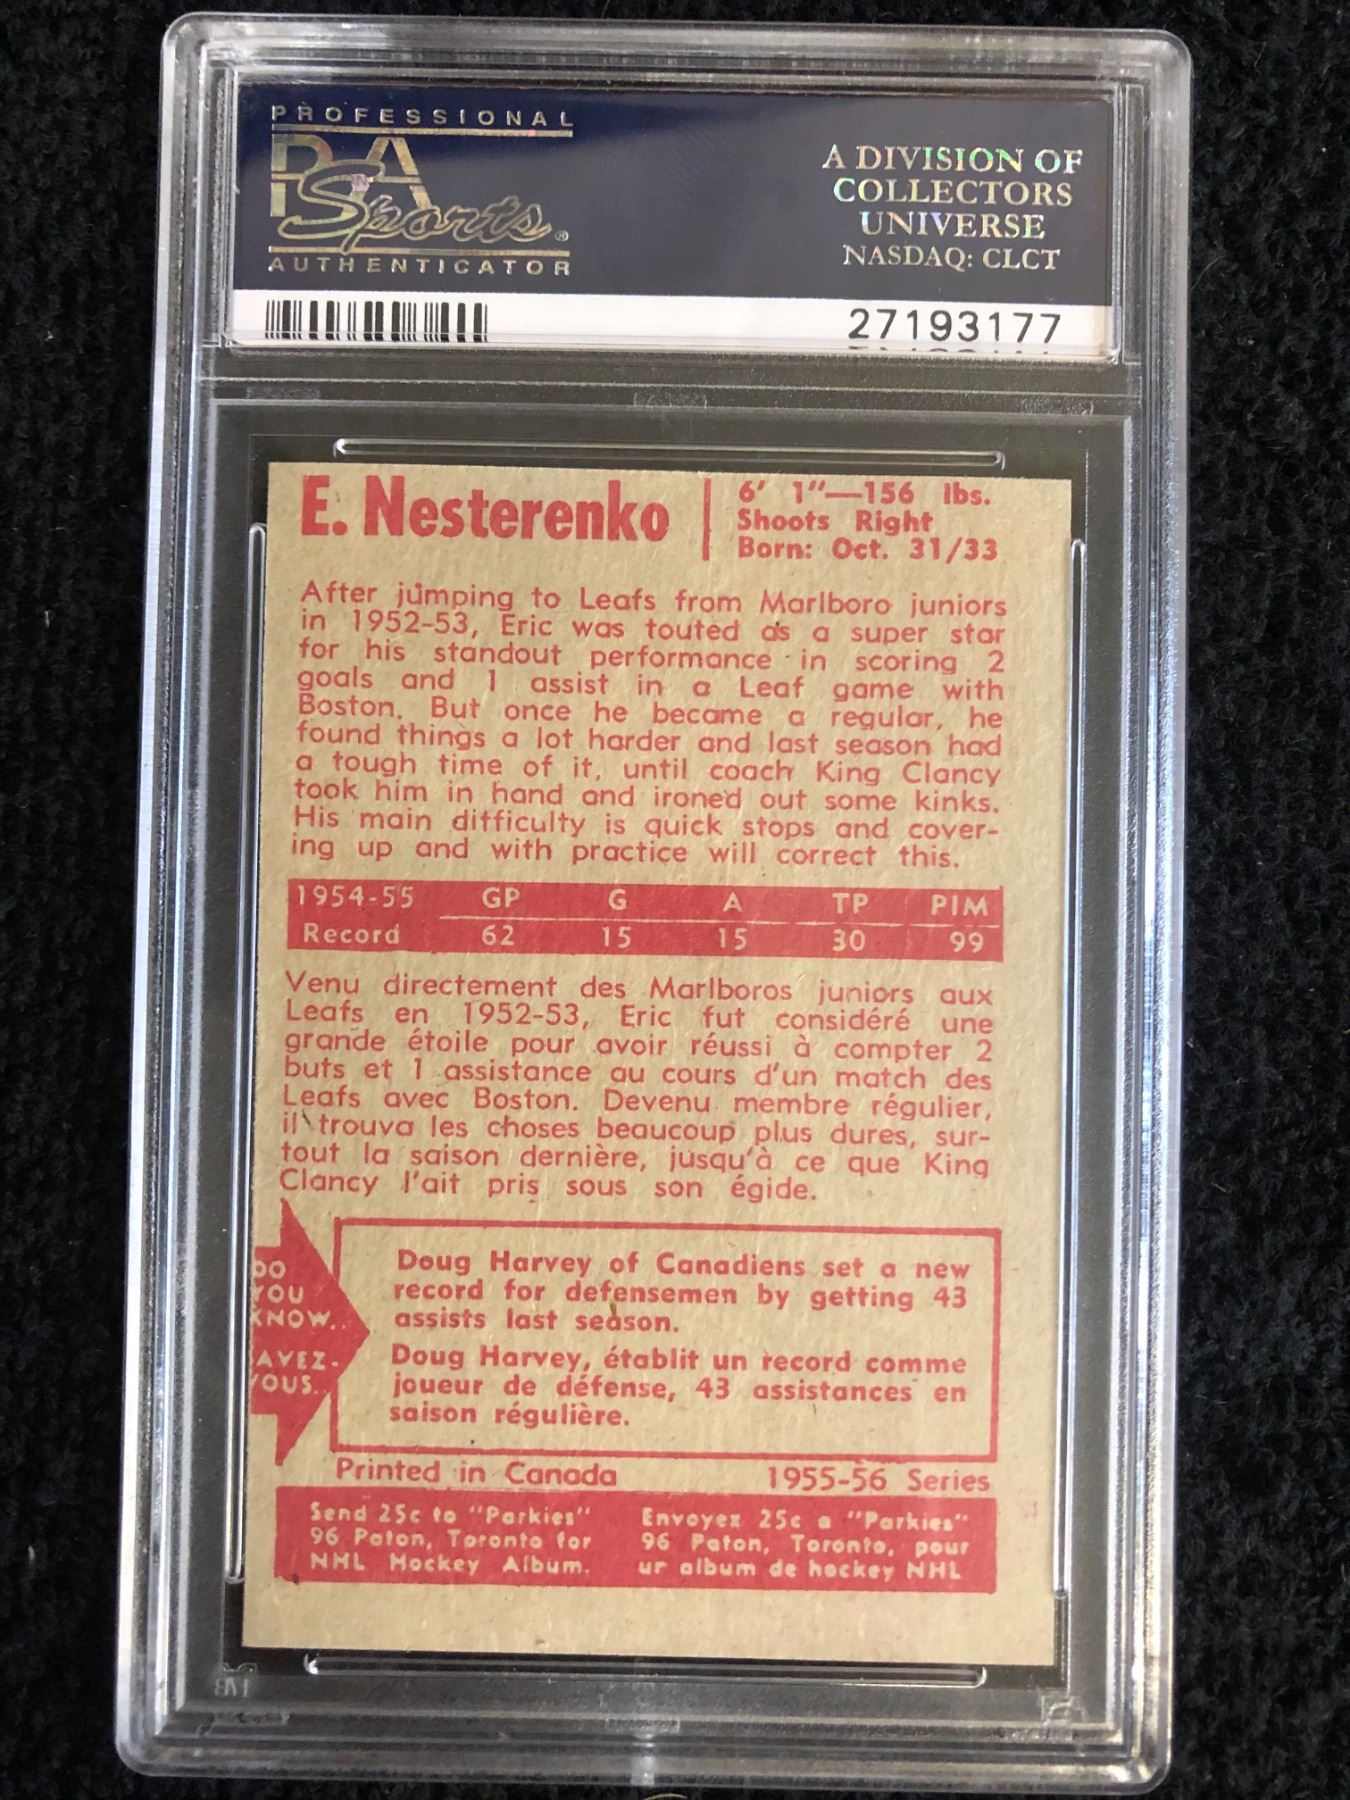 PROFESSIONAL
PSA
IN
Sports®
AUTHENTICATOR
A DIVISION OF
COLLECTORS
UNIVERSE
NASDAQ: CLCT
27193177
E. Nesterenko
6' 1"—156 lbs.
Shoots Right
Born: Oct. 31/33
After jumping to Leafs from Marlboro juniors
in 1952-53, Eric was touted as a super star
for his standout performance in scoring 2
goals and 1 assist in a Leaf game with
Boston. But once he became a regular, he
found things a lot harder and last season had
a tough time of it, until coach King Clancy
took him in hand and ironed out some kinks.
His main difficulty is quick stops and cover-
ing up and with practice will correct this.
1954-55 GP G A TP PIM
Record 62 15 15 30 99
Venu directement des Marlboros juniors aux
Leafs en 1952-53, Eric fut considéré une
grande étoile pour avoir réussi à compter 2
buts et 1 assistance au cours d'un match des
Leafs avec Boston. Devenu membre régulier,
il trouva les choses beaucoup plus dures, sur-
tout la saison dernière, jusqu'à ce que King
Clancy l'ait pris sous son égide.
DO
YOU
KNOW..
AVEZ-
VOUS..
Doug Harvey of Canadiens set a new
record for defensemen by getting 43
assists last season.
Doug Harvey, établit un record comme
joueur de défense, 43 assistances en
saison régulière.
Printed in Canada 1955-56 Series
Send 25c to "Parkies"
96 Paton, Toronto for
NHL Hockey Album.
Envoyez 25c a "Parkies"
96 Paton, Toronto, pour
ur album de hockey NHL